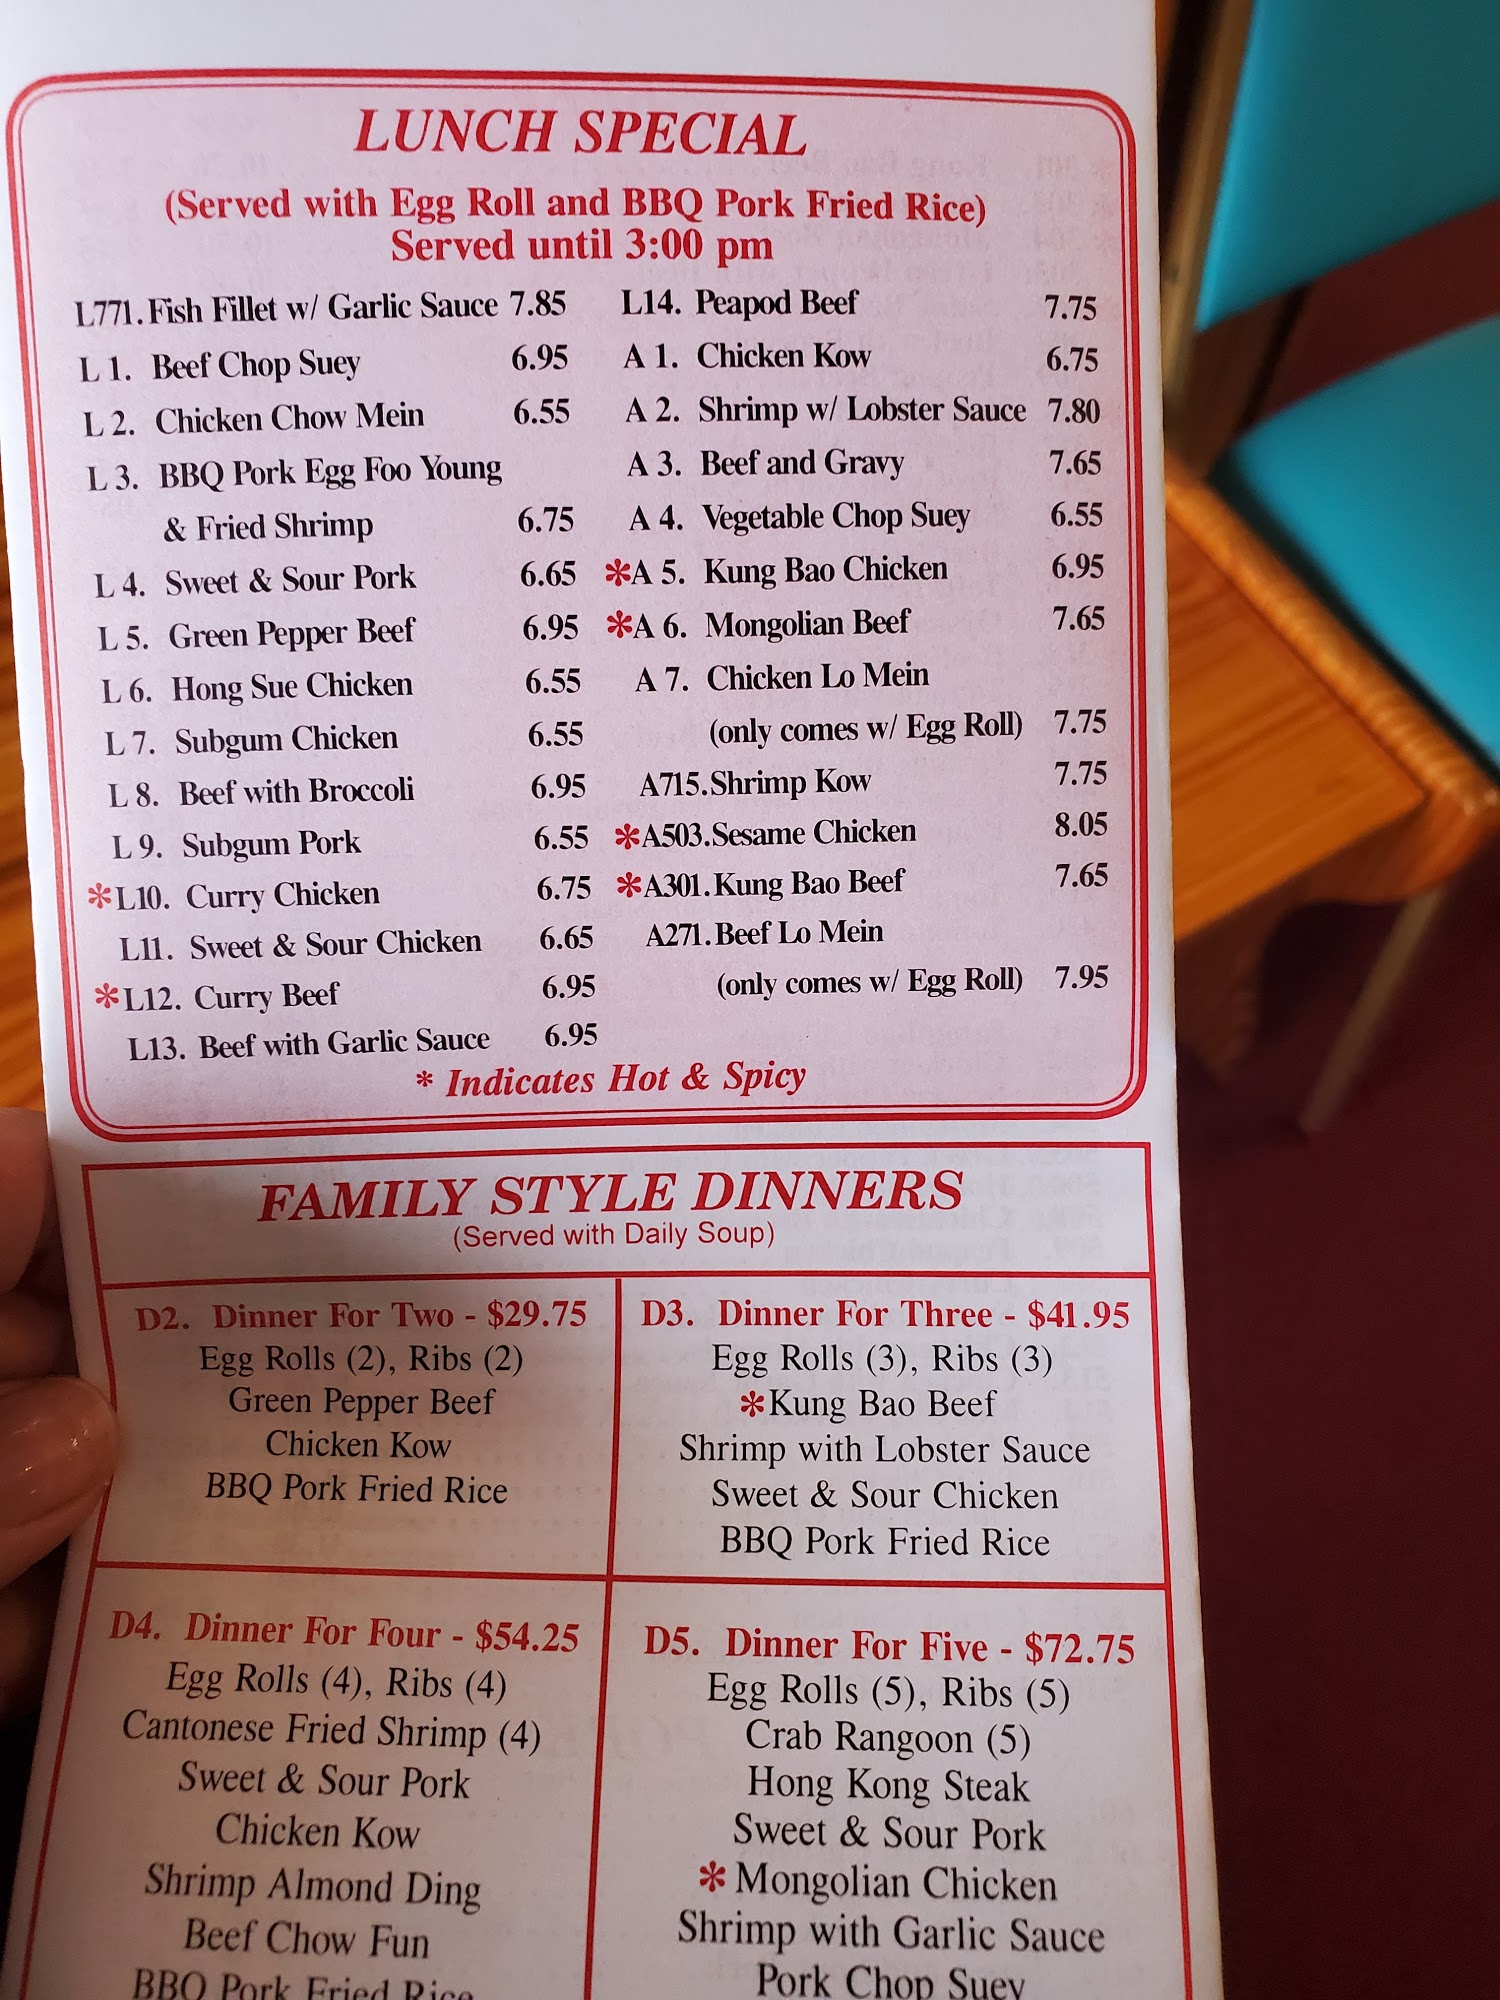 LUNCH SPECIAL
(Served with Egg Roll and BBQ Pork Fried Rice)
Served until 3:00 pm
L771. Fish Fillet w/ Garlic Sauce 7.85
L 1. Beef Chop Suey 6.95
L 2. Chicken Chow Mein 6.55
L 3. BBQ Pork Egg Foo Young
& Fried Shrimp 6.75
L 4. Sweet & Sour Pork 6.65
L 5. Green Pepper Beef 6.95
L 6. Hong Sue Chicken 6.55
L 7. Subgum Chicken 6.55
L 8. Beef with Broccoli 6.95
L 9. Subgum Pork 6.55
*L10. Curry Chicken 6.75
L11. Sweet & Sour Chicken 6.65
*L12. Curry Beef 6.95
L13. Beef with Garlic Sauce 6.95
L14. Peapod Beef 7.75
A 1. Chicken Kow 6.75
A 2. Shrimp w/ Lobster Sauce 7.80
A 3. Beef and Gravy 7.65
A 4. Vegetable Chop Suey 6.55
*A 5. Kung Bao Chicken 6.95
*A 6. Mongolian Beef 7.65
A 7. Chicken Lo Mein
(only comes w/ Egg Roll) 7.75
A715. Shrimp Kow 7.75
*A503. Sesame Chicken 8.05
*A301. Kung Bao Beef 7.65
A271. Beef Lo Mein
(only comes w/ Egg Roll) 7.95
* Indicates Hot & Spicy
FAMILY STYLE DINNERS
(Served with Daily Soup)
D2. Dinner For Two - $29.75
Egg Rolls (2), Ribs (2)
Green Pepper Beef
Chicken Kow
BBQ Pork Fried Rice
D3. Dinner For Three - $41.95
Egg Rolls (3), Ribs (3)
*Kung Bao Beef
Shrimp with Lobster Sauce
Sweet & Sour Chicken
BBQ Pork Fried Rice
D4. Dinner For Four - $54.25
Egg Rolls (4), Ribs (4)
Cantonese Fried Shrimp (4)
Sweet & Sour Pork
Chicken Kow
Shrimp Almond Ding
Beef Chow Fun
BBQ Pork Fried Rice
D5. Dinner For Five - $72.75
Egg Rolls (5), Ribs (5)
Crab Rangoon (5)
Hong Kong Steak
Sweet & Sour Pork
* Mongolian Chicken
Shrimp with Garlic Sauce
Pork Chop Suey